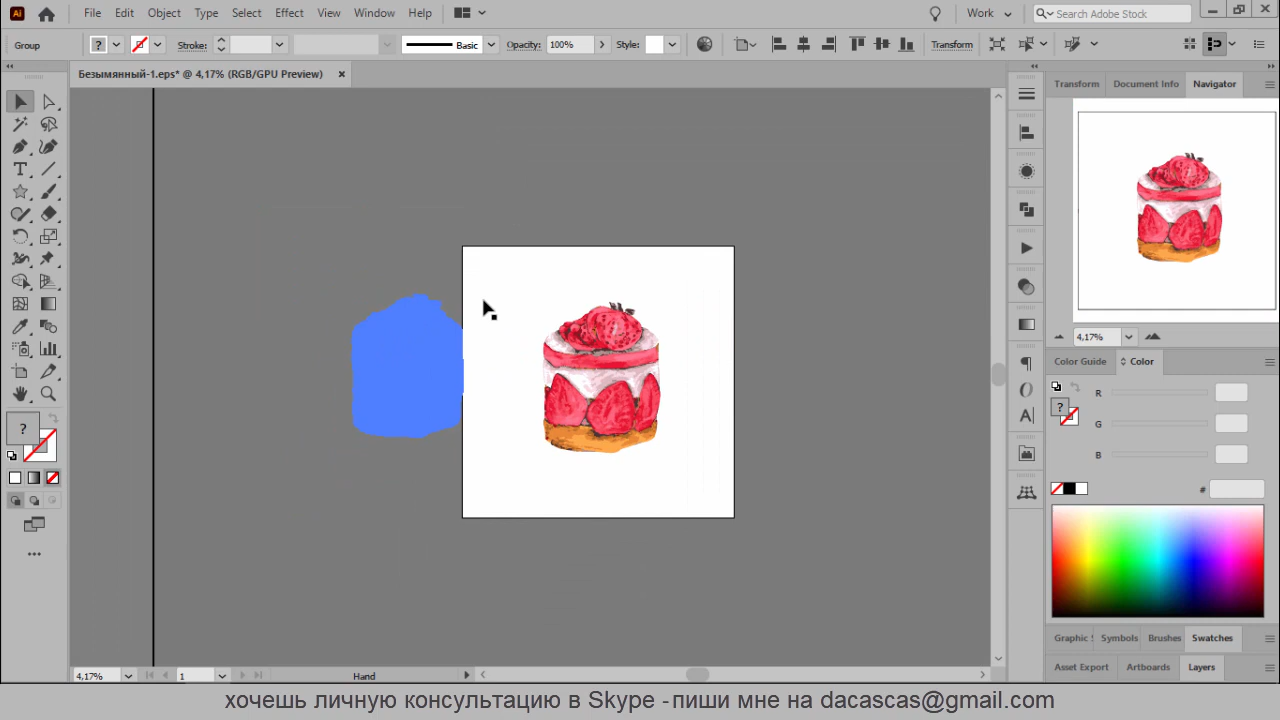 Ai File Edit Object Type Select Effect View Window Help Work Search Adobe Stock
Group ? Stroke: Basic Opacity: 100% Style: Transform
Безымянный-1.eps* @ 4,17% (RGB/GPU Preview) ×
Transform Document Info Navigator
4,17%
Color Guide Color
?
R
G
B
#
?
Graphic S Symbols Brushes Swatches
Asset Export Artboards Layers
4,17% 1 Hand
хочешь личную консультацию в Skype -пиши мне на dacascas@gmail.com